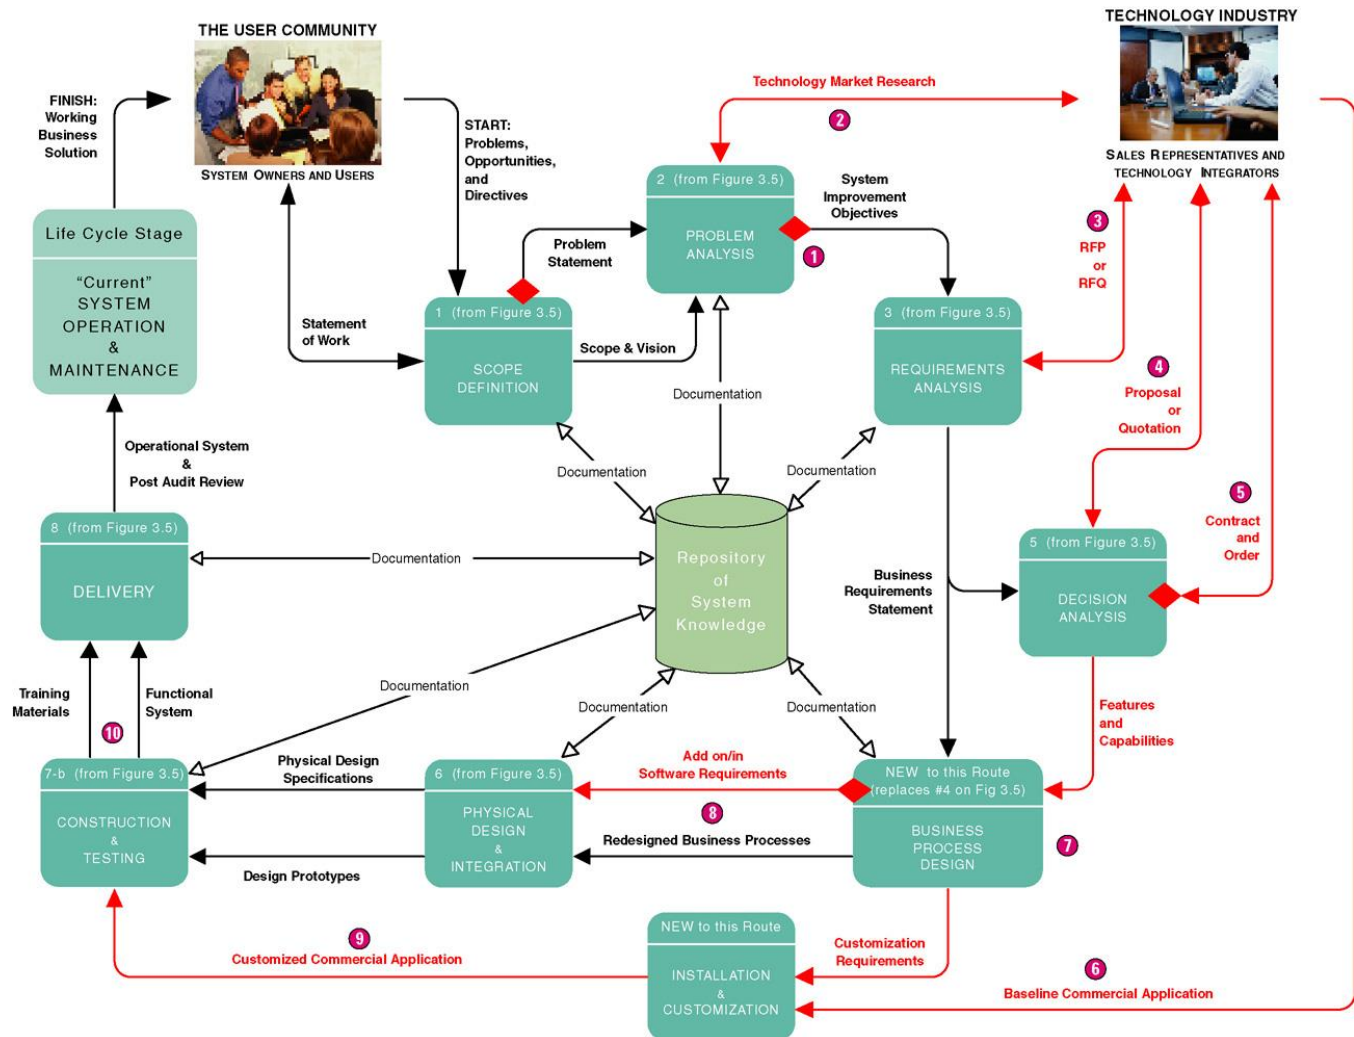 THE USER COMMUNITY
SYSTEM OWNERS AND USERS
TECHNOLOGY INDUSTRY
SALES REPRESENTATIVES AND
TECHNOLOGY INTEGRATORS
FINISH:
Working
Business
Solution
START:
Problems,
Opportunities,
and
Directives
Technology Market Research
2
2 (from Figure 3.5)
PROBLEM
ANALYSIS
1
System
Improvement
Objectives
3
RFP
or
RFQ
Life Cycle Stage
"Current"
SYSTEM
OPERATION
&
MAINTENANCE
Problem
Statement
Statement
of Work
1 (from Figure 3.5)
SCOPE
DEFINITION
Scope & Vision
3 (from Figure 3.5)
REQUIREMENTS
ANALYSIS
4
Proposal
or
Quotation
Documentation
Documentation
Documentation
Operational System
&
Post Audit Review
5
Contract
and
Order
8 (from Figure 3.5)
DELIVERY
Documentation
Repository
of
System
Knowledge
Business
Requirements
Statement
5 (from Figure 3.5)
DECISION
ANALYSIS
Training
Materials
Functional
System
10
Documentation
Documentation
Documentation
Features
and
Capabilities
7-b (from Figure 3.5)
CONSTRUCTION
&
TESTING
Physical Design
Specifications
Design Prototypes
6 (from Figure 3.5)
PHYSICAL
DESIGN
&
INTEGRATION
Add on/in
Software Requirements
8
Redesigned Business Processes
NEW to this Route
(replaces #4 on Fig 3.5)
BUSINESS
PROCESS
DESIGN
7
9
Customized Commercial Application
NEW to this Route
INSTALLATION
&
CUSTOMIZATION
Customization
Requirements
6
Baseline Commercial Application